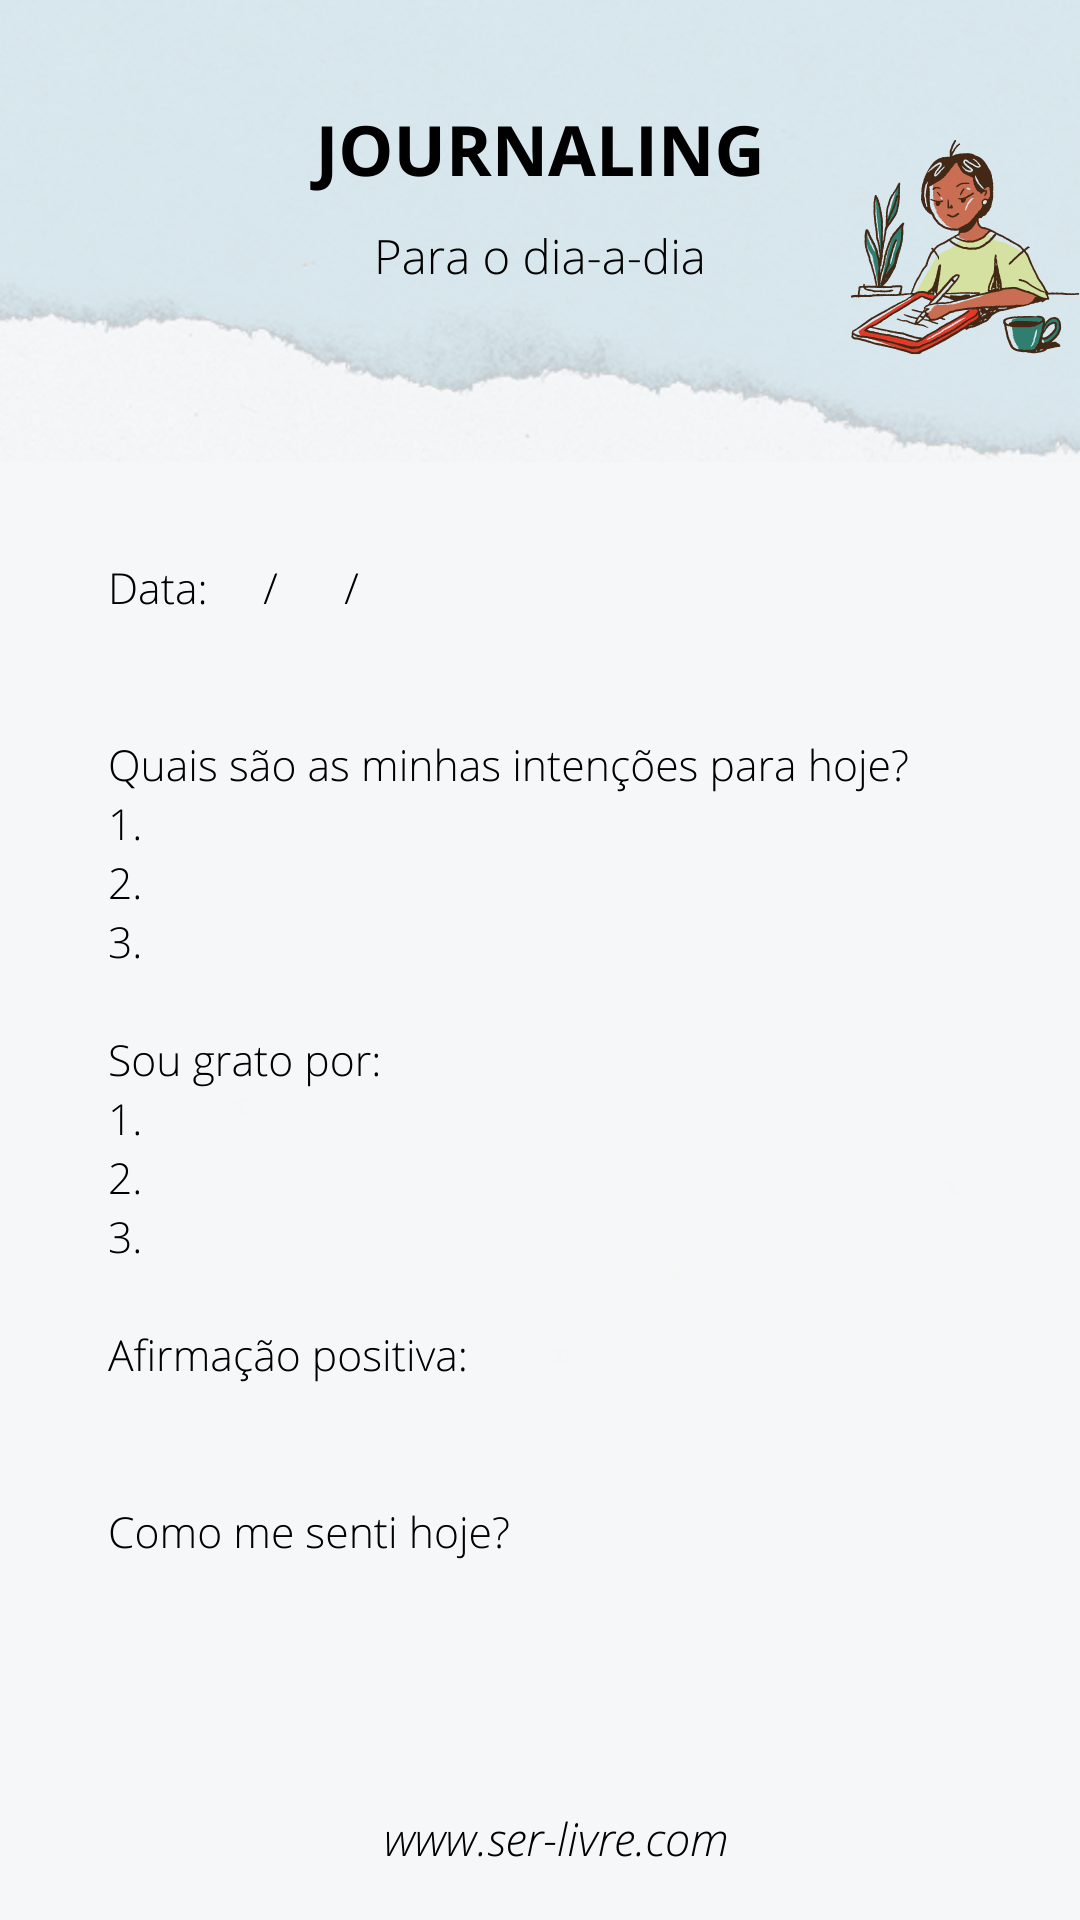 JOURNALING
Para o dia-a-dia
Data: / /
Quais são as minhas intenções para hoje?
1.
2.
3.
Sou grato por:
1.
2.
3.
Afirmação positiva:
Como me senti hoje?
www.ser-livre.com